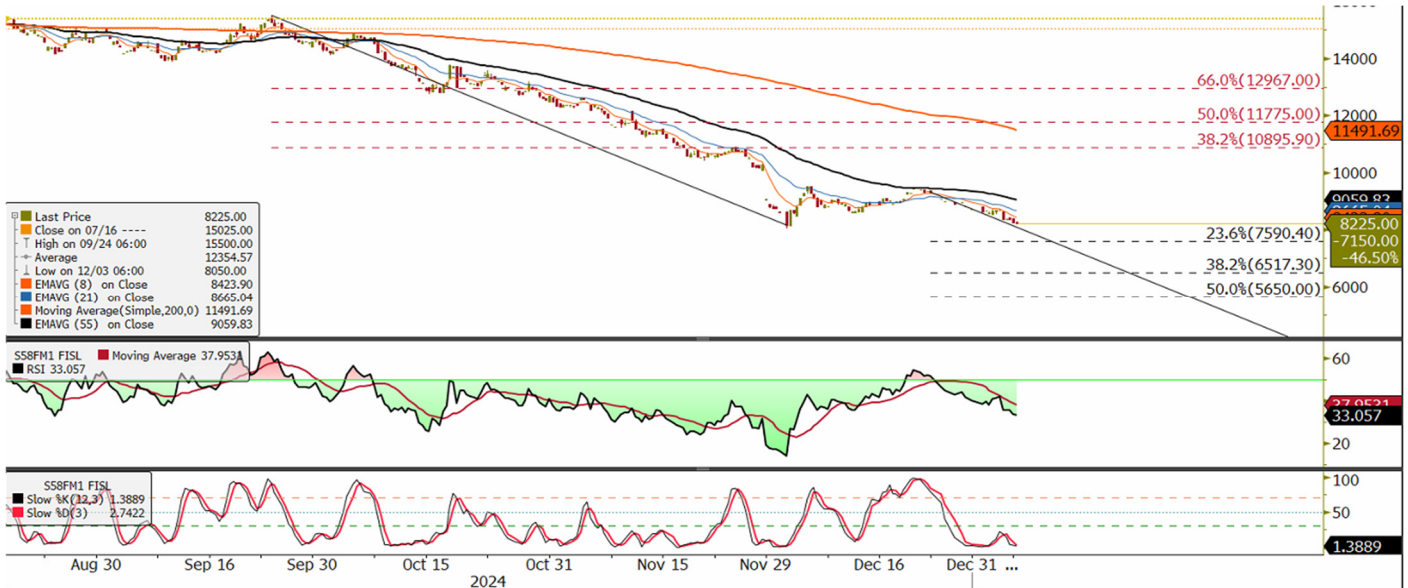 14000
66.0%(12967.00)
50.0%(11775.00)
12000
11491.69
38.2%(10895.90)
10000
9059.83
8225.00
-7150.00
-46.50%
23.6%(7590.40)
38.2%(6517.30)
6000
50.0%(5650.00)
Last Price 8225.00
Close on 07/16 ---- 15025.00
High on 09/24 06:00 15500.00
Average 12354.57
Low on 12/03 06:00 8050.00
EMAVG (8) on Close 8423.90
EMAVG (21) on Close 8665.04
Moving Average(Simple,200,0) 11491.69
EMAVG (55) on Close 9059.83
S58FM1 FISL Moving Average 37.9531
RSI 33.057
60
37.9531
33.057
20
S58FM1 FISL
Slow %K(12,3) 1.3889
Slow %D(3) 2.7422
100
50
1.3889
Aug 30 Sep 16 Sep 30 Oct 15 Oct 31 Nov 15 Nov 29 Dec 16 Dec 31 ...
2024